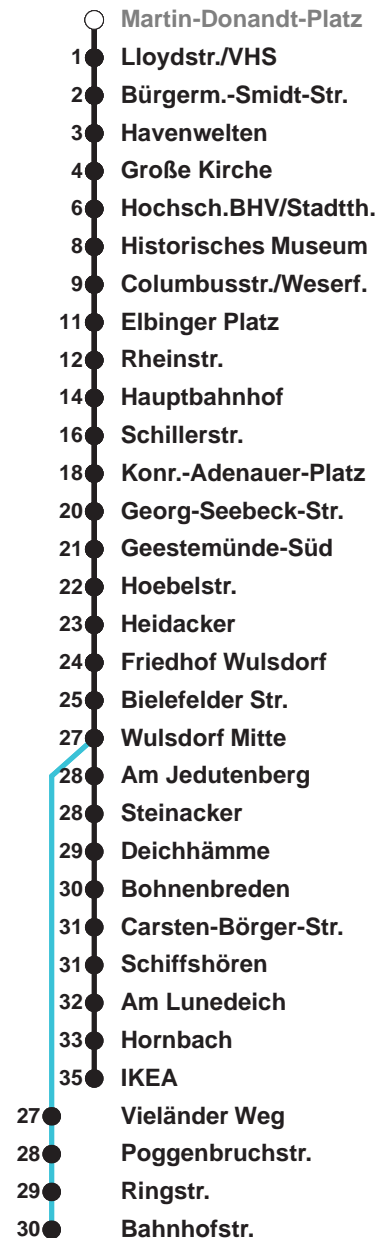 Martin-Donandt-Platz
1 Lloydstr./VHS
2 Bürgerm.-Smidt-Str.
3 Havenwelten
4 Große Kirche
6 Hochsch.BHV/Stadtth.
8 Historisches Museum
9 Columbusstr./Weserf.
11 Elbinger Platz
12 Rheinstr.
14 Hauptbahnhof
16 Schillerstr.
18 Konr.-Adenauer-Platz
20 Georg-Seebeck-Str.
21 Geestemünde-Süd
22 Hoebelstr.
23 Heidacker
24 Friedhof Wulsdorf
25 Bielefelder Str.
27 Wulsdorf Mitte
28 Am Jedutenberg
28 Steinacker
29 Deichhämme
30 Bohnenbreden
31 Carsten-Börger-Str.
31 Schiffshören
32 Am Lunedeich
33 Hornbach
35 IKEA
27 Vieländer Weg
28 Poggenbruchstr.
29 Ringstr.
30 Bahnhofstr.